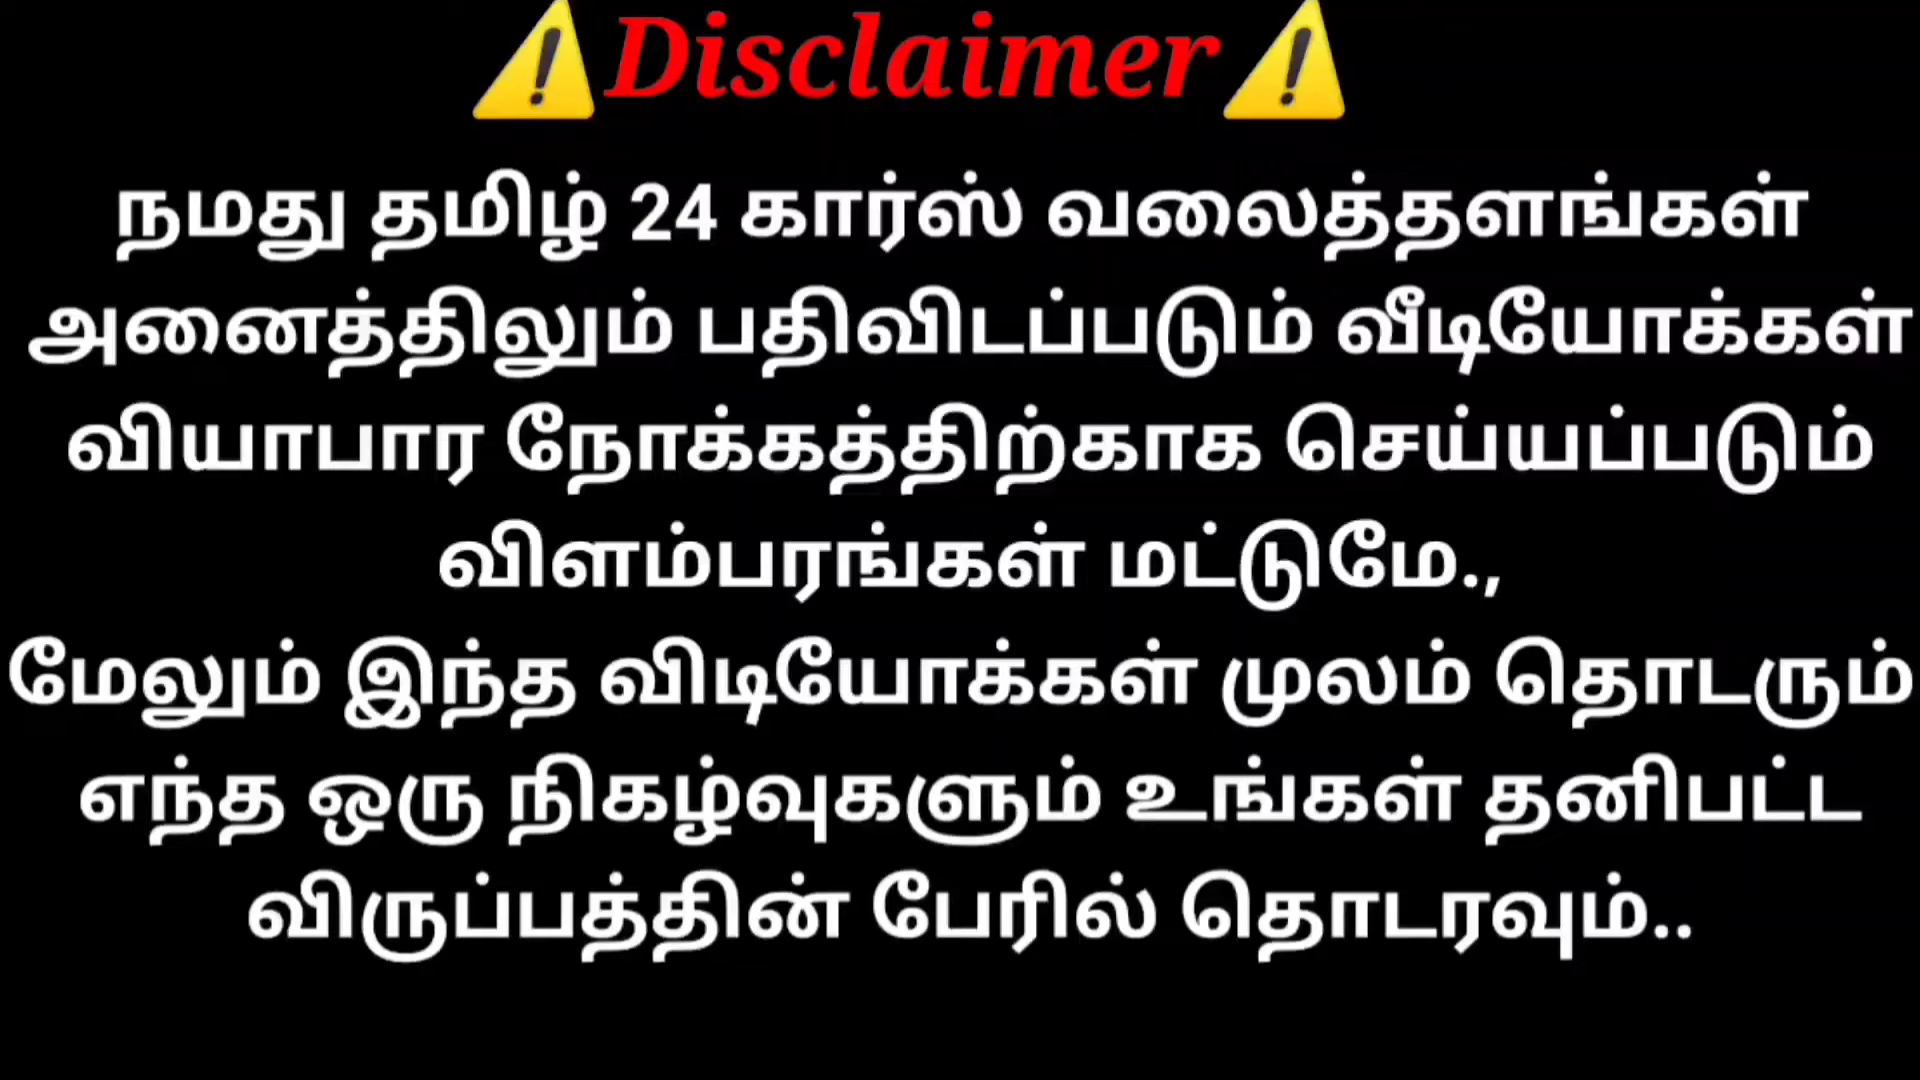 ⚠️Disclaimer⚠️
நமது தமிழ் 24 கார்ஸ் வலைத்தளங்கள்
அனைத்திலும் பதிவிடப்படும் வீடியோக்கள்
வியாபார நோக்கத்திற்காக செய்யப்படும்
விளம்பரங்கள் மட்டுமே.,
மேலும் இந்த விடியோக்கள் முலம் தொடரும்
எந்த ஒரு நிகழ்வுகளும் உங்கள் தனிபட்ட
விருப்பத்தின் பேரில் தொடரவும்..